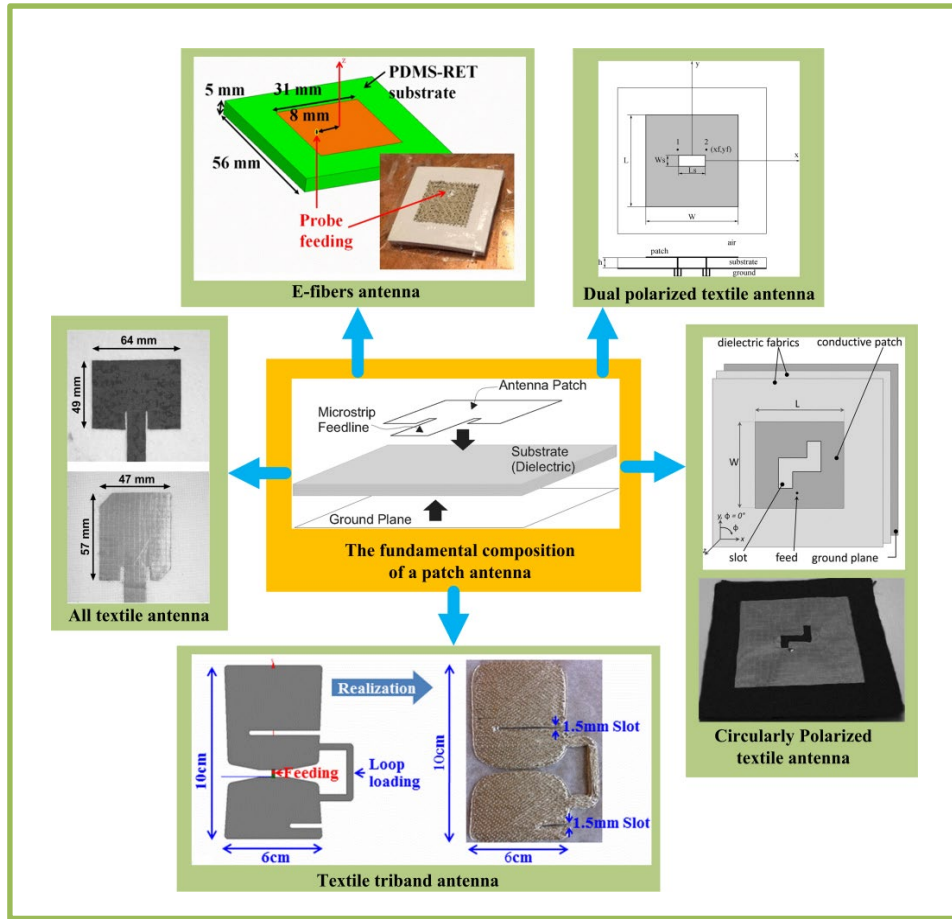 PDMS-RET
substrate
31 mm
5 mm
8 mm
56 mm
z
Probe
feeding
E-fibers antenna
y
1
2
(xf,yf)
Ws
Ls
L
x
W
air
patch
h
substrate
ground
Dual polarized textile antenna
64 mm
49 mm
47 mm
57 mm
All textile antenna
Antenna Patch
Microstrip
Feedline
Substrate
(Dielectric)
Ground Plane
The fundamental composition
of a patch antenna
dielectric fabrics
conductive patch
L
W
y, ϕ = 0°
ϕ
x
z
slot
feed
ground plane
Circularly Polarized
textile antenna
Realization
10cm
Feeding
Loop
loading
6cm
10cm
1.5mm Slot
1.5mm Slot
6cm
Textile triband antenna